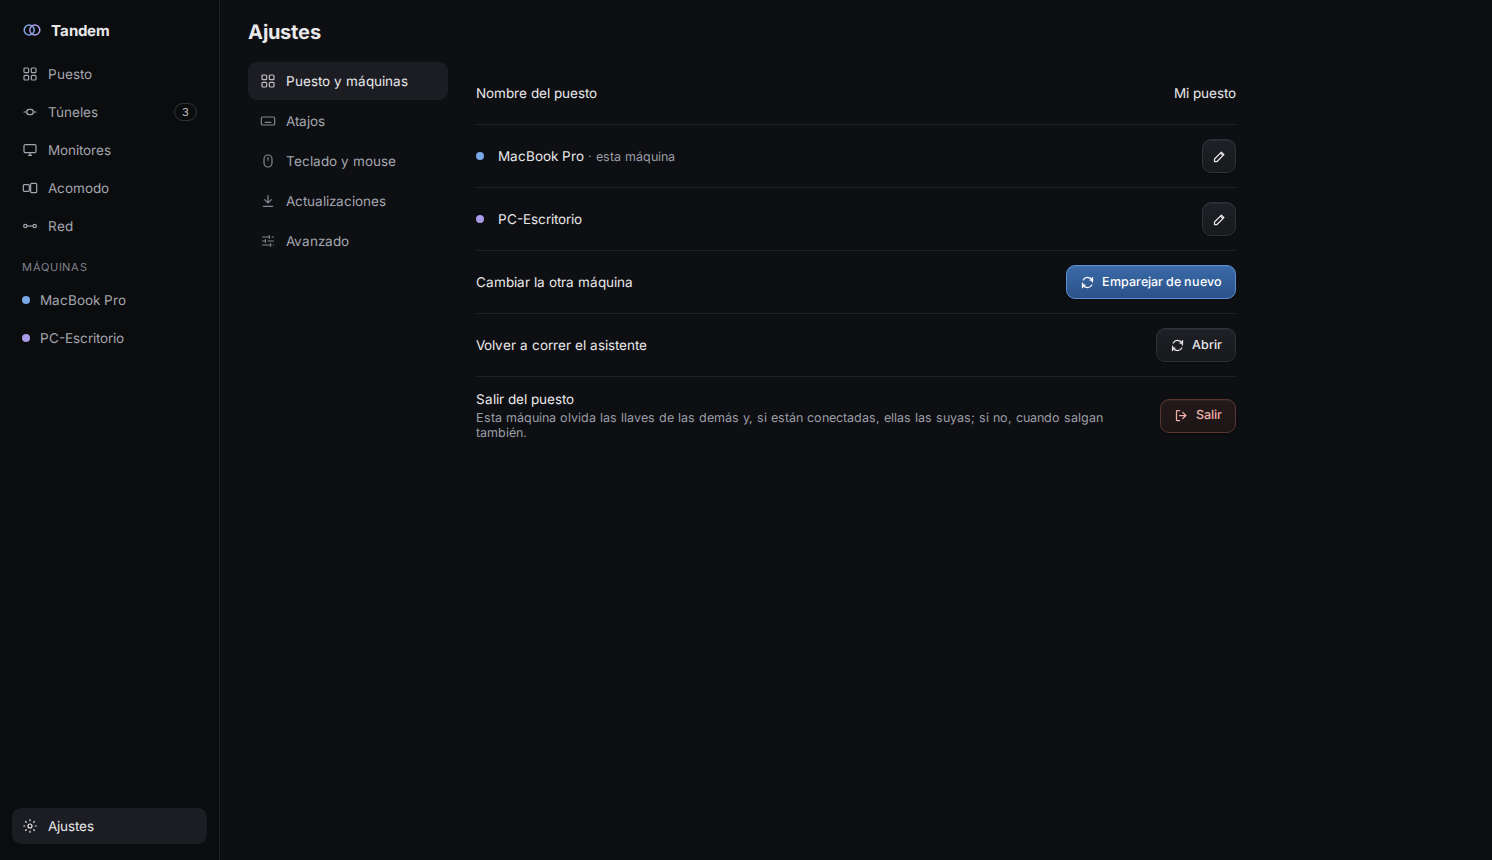 Tandem
Puesto
Túneles 3
Monitores
Acomodo
Red
MÁQUINAS
MacBook Pro
PC-Escritorio
Ajustes
Ajustes
Puesto y máquinas
Atajos
Teclado y mouse
Actualizaciones
Avanzado
Nombre del puesto Mi puesto
MacBook Pro · esta máquina
PC-Escritorio
Cambiar la otra máquina Emparejar de nuevo
Volver a correr el asistente Abrir
Salir del puesto
Esta máquina olvida las llaves de las demás y, si están conectadas, ellas las suyas; si no, cuando salgan
también.
Salir